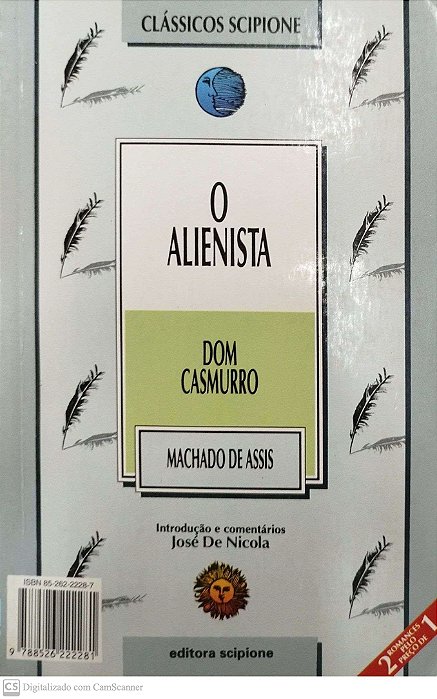 CLÁSSICOS SCIPIONE
O
ALIENISTA
DOM
CASMURRO
MACHADO DE ASSIS
Introdução e comentários
José De Nicola
ISBN 85-262-2228-7
9 788526 222281
editora scipione
2 ROMANCES
PELO
PREÇO DE 1
CS Digitalizado com CamScanner